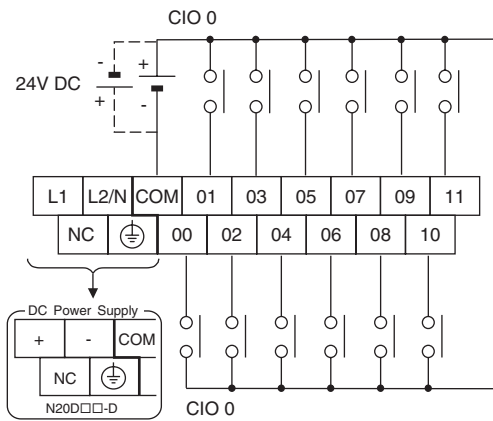 CIO 0
- +
24V DC
+ -
L1 L2/N COM 01 03 05 07 09 11
NC 00 02 04 06 08 10
DC Power Supply
+ - COM
NC
N20D□□-D
CIO 0